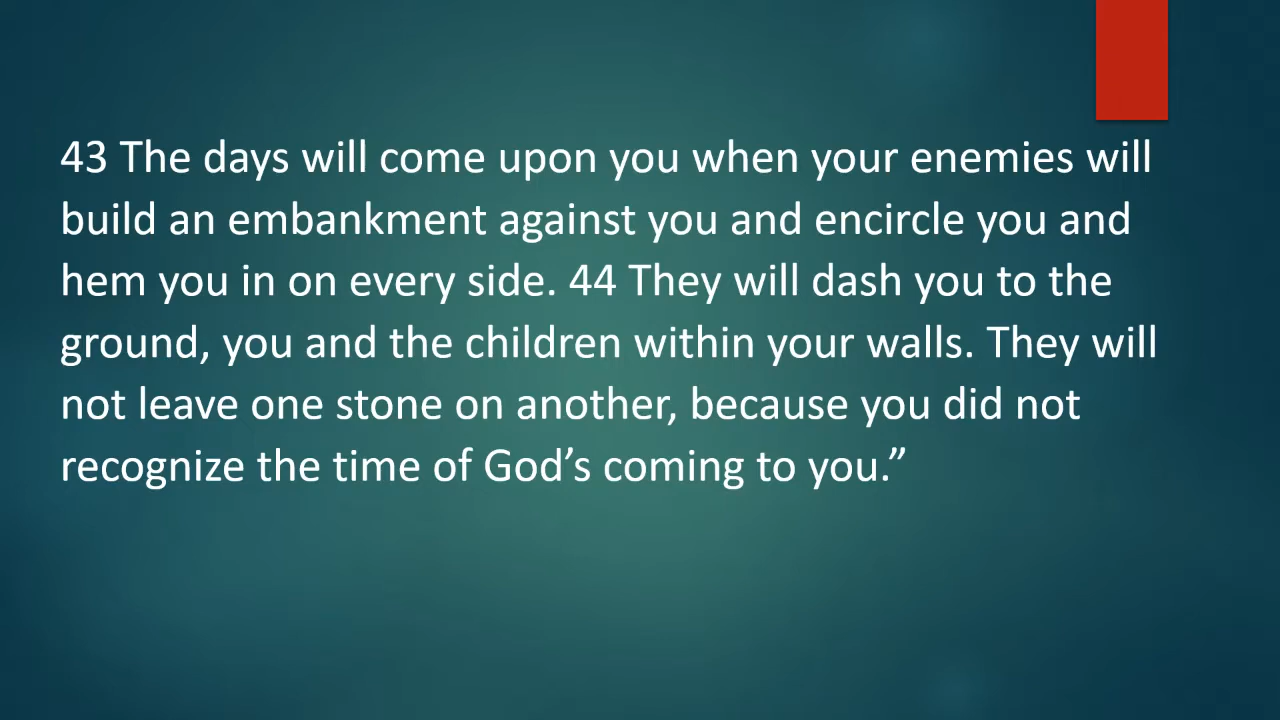 43 The days will come upon you when your enemies will
build an embankment against you and encircle you and
hem you in on every side. 44 They will dash you to the
ground, you and the children within your walls. They will
not leave one stone on another, because you did not
recognize the time of God’s coming to you.”